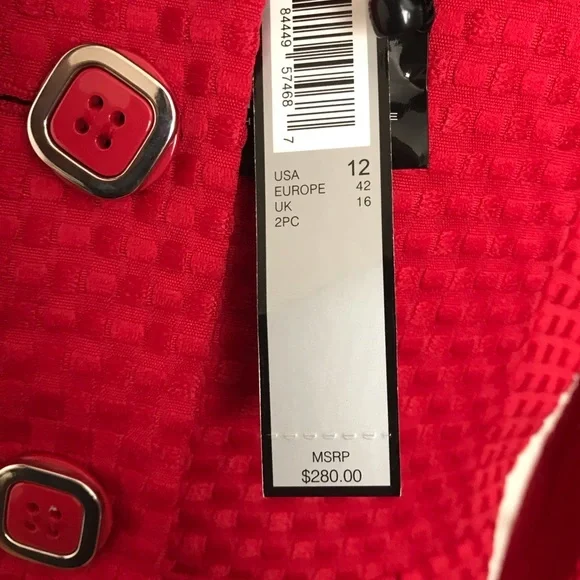 84449
57468
7
USA 12
EUROPE 42
UK 16
2PC
E
MSRP
$280.00